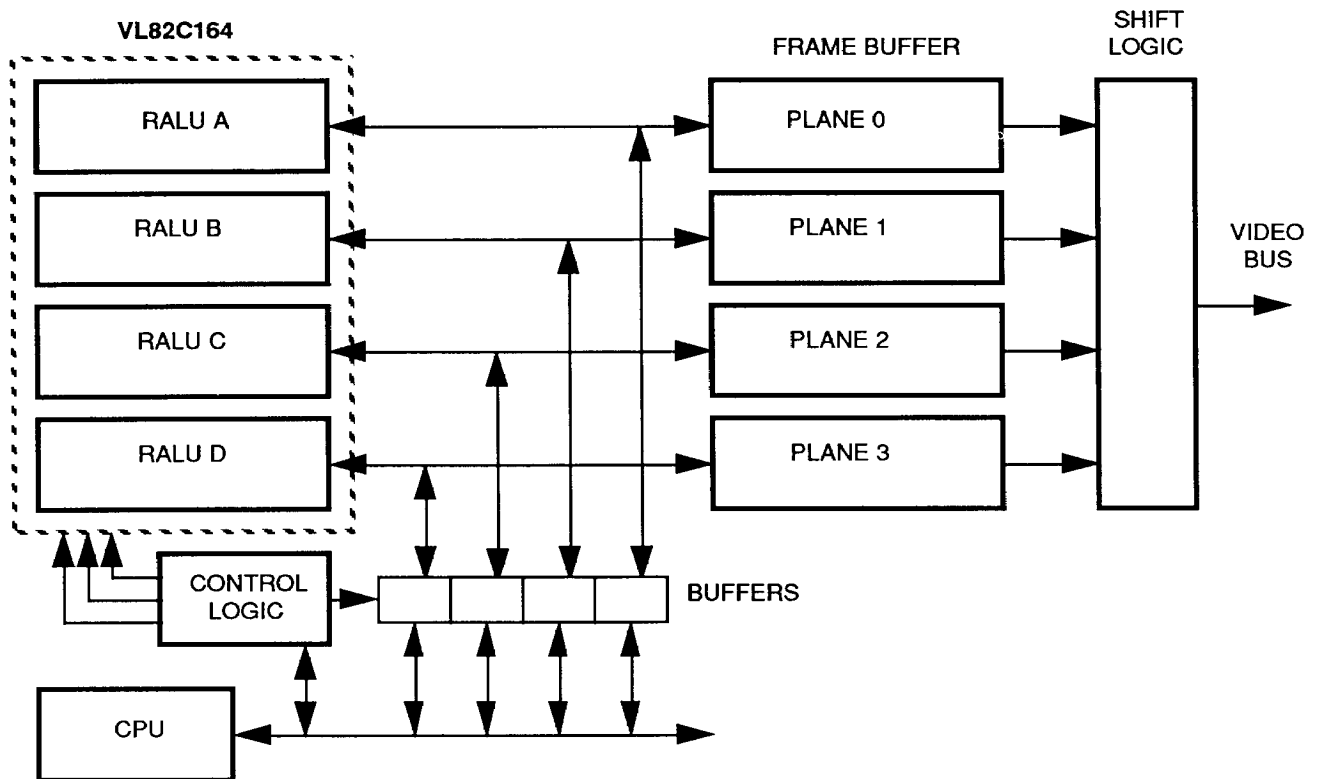 VL82C164
FRAME BUFFER
SHIFT
LOGIC
RALU A
PLANE 0
RALU B
PLANE 1
VIDEO
BUS
RALU C
PLANE 2
RALU D
PLANE 3
CONTROL
LOGIC
BUFFERS
CPU